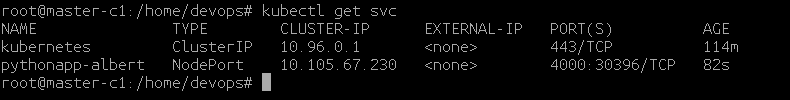 root@master-c1:/home/devops# kubectl get svc
NAME TYPE CLUSTER-IP EXTERNAL-IP PORT(S) AGE
kubernetes ClusterIP 10.96.0.1 <none> 443/TCP 114m
pythonapp-albert NodePort 10.105.67.230 <none> 4000:30396/TCP 82s
root@master-c1:/home/devops#